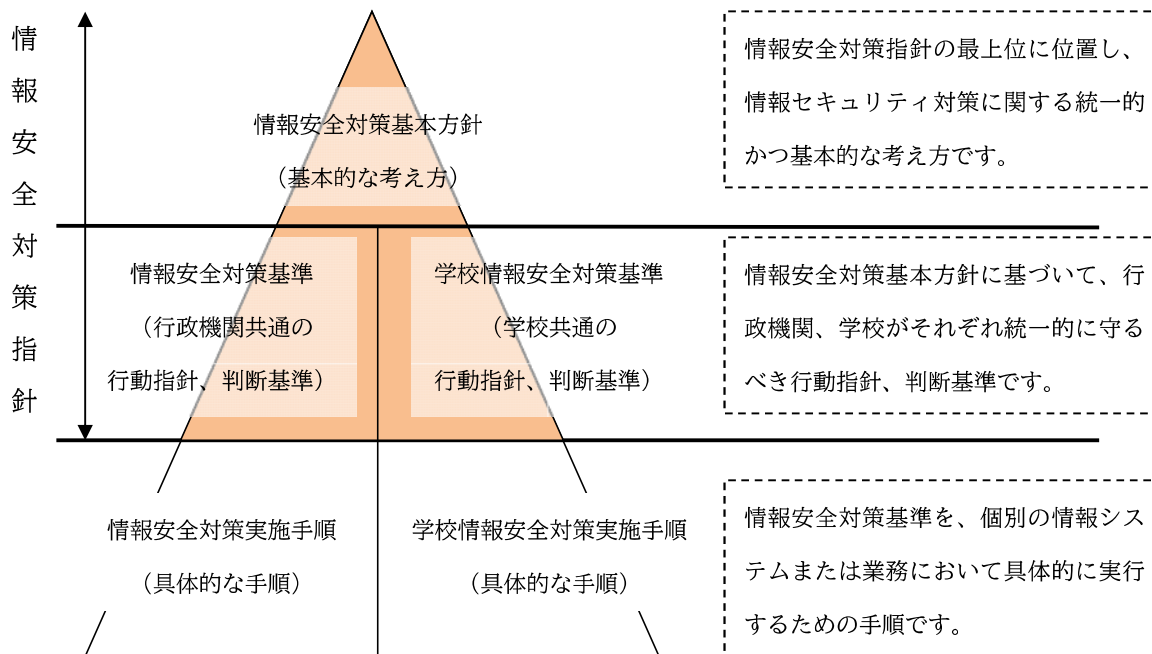 情報安全対策指針
情報安全対策基本方針
（基本的な考え方）
情報安全対策指針の最上位に位置し、
情報セキュリティ対策に関する統一的
かつ基本的な考え方です。
情報安全対策基準
（行政機関共通の
行動指針、判断基準）
学校情報安全対策基準
（学校共通の
行動指針、判断基準）
情報安全対策基本方針に基づいて、行
政機関、学校がそれぞれ統一的に守る
べき行動指針、判断基準です。
情報安全対策実施手順
（具体的な手順）
学校情報安全対策実施手順
（具体的な手順）
情報安全対策基準を、個別の情報シス
テムまたは業務において具体的に実行
するための手順です。